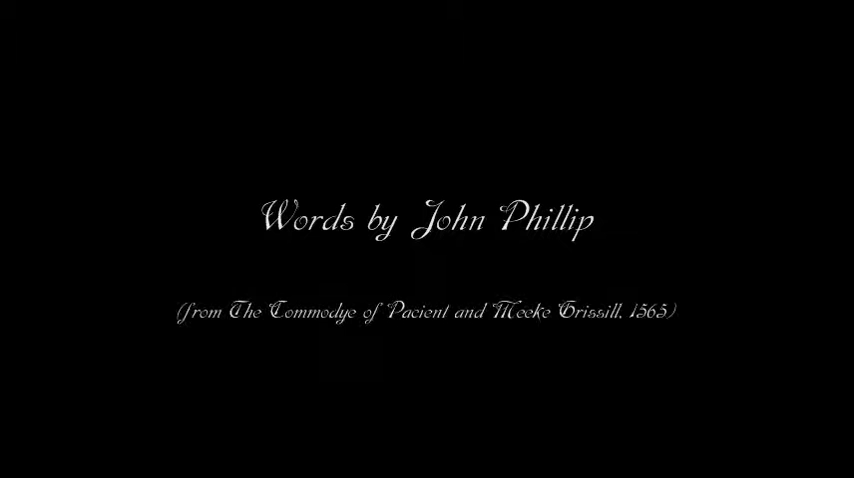 Words by John Phillip
(from The Commodye of Pacient and Meeke Grissill, 1565)